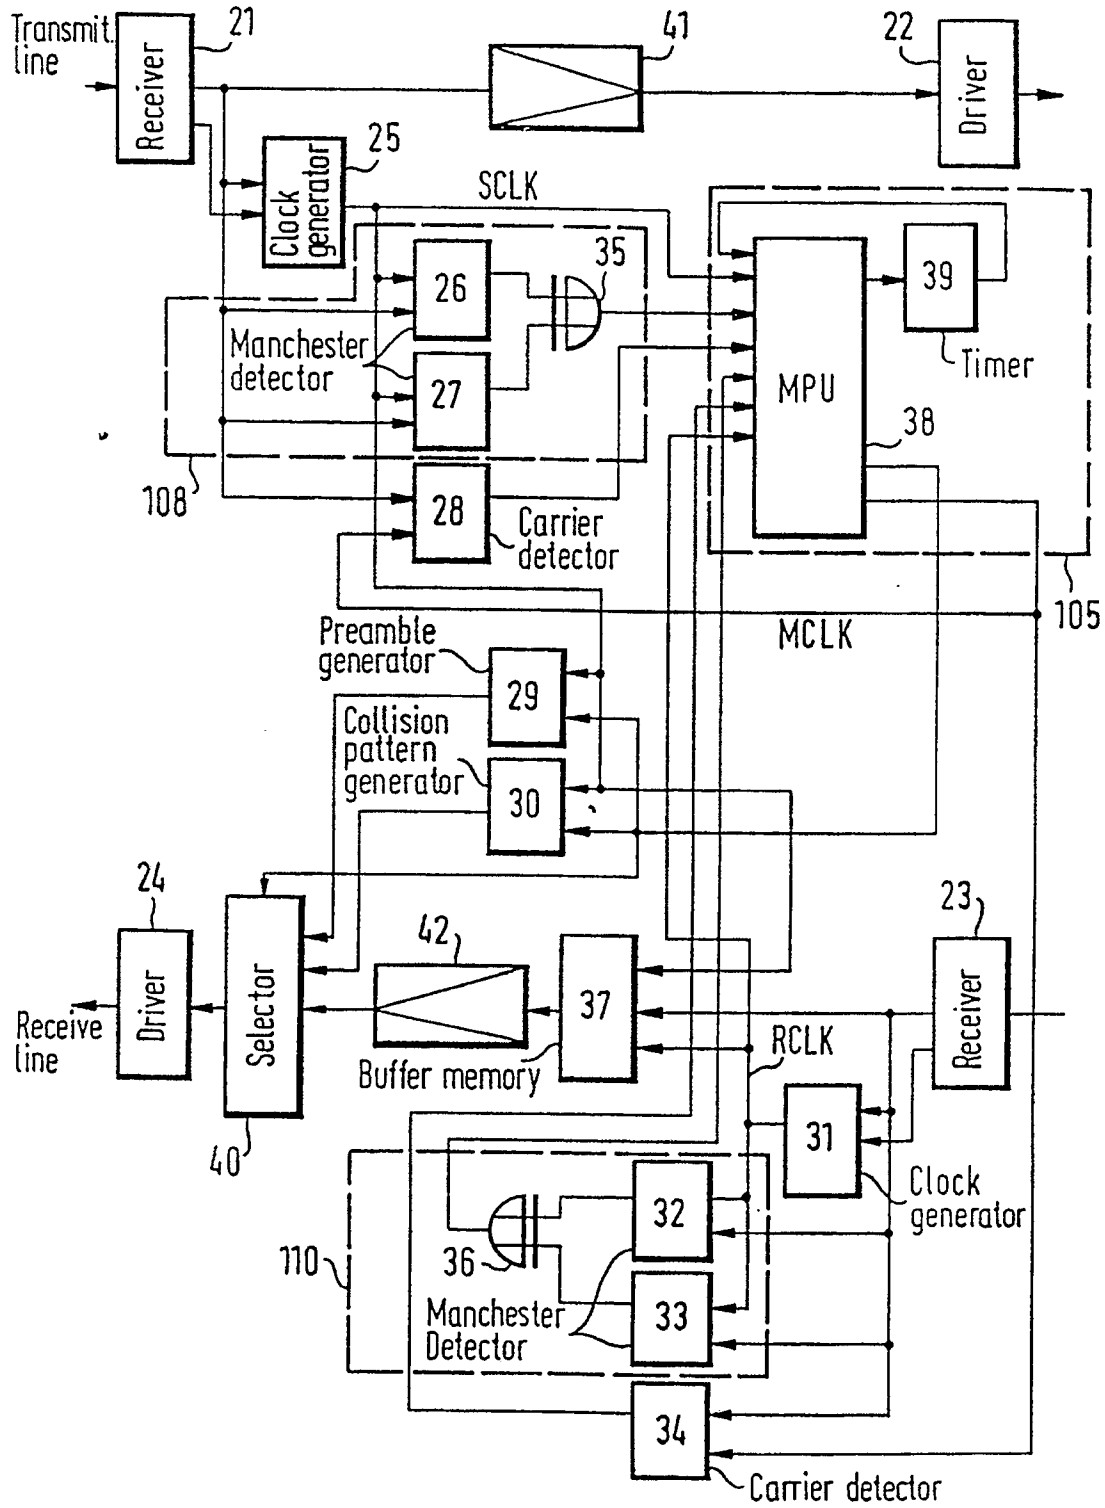 Transmit.
line
21
Receiver
41
22
Driver
25
Clock
generator
SCLK
26
35
39
Manchester
detector
27
Timer
MPU
38
108
28
Carrier
detector
105
MCLK
Preamble
generator
29
Collision
pattern
generator
30
24
Driver
Receive
line
Selector
40
42
37
Buffer memory
23
Receiver
RCLK
31
Clock
generator
110
32
36
33
Manchester
Detector
34
Carrier detector